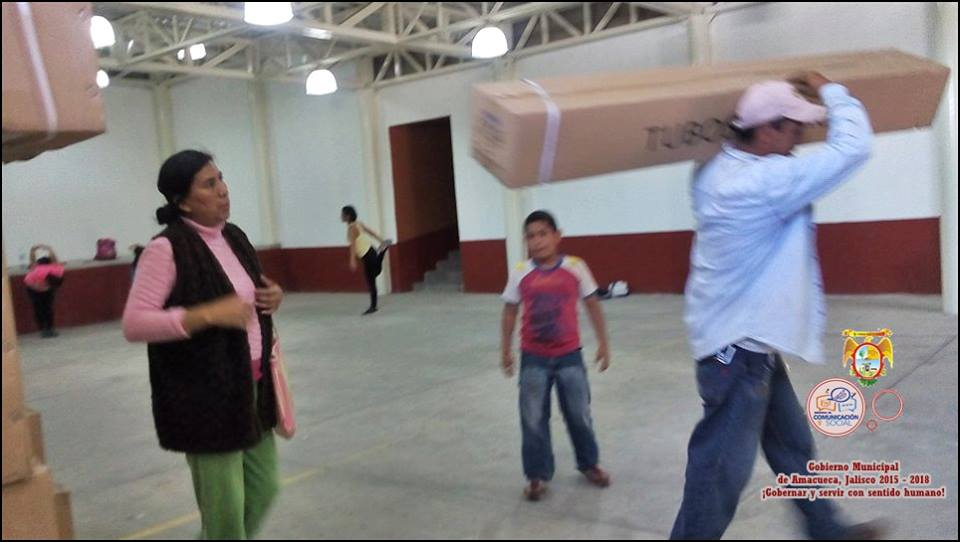 TUBO
COMUNICACIÓN
Y SOCIAL
Gobierno Municipal
de Amacueca, Jalisco 2015 - 2018
¡Gobernar y servir con sentido humano!